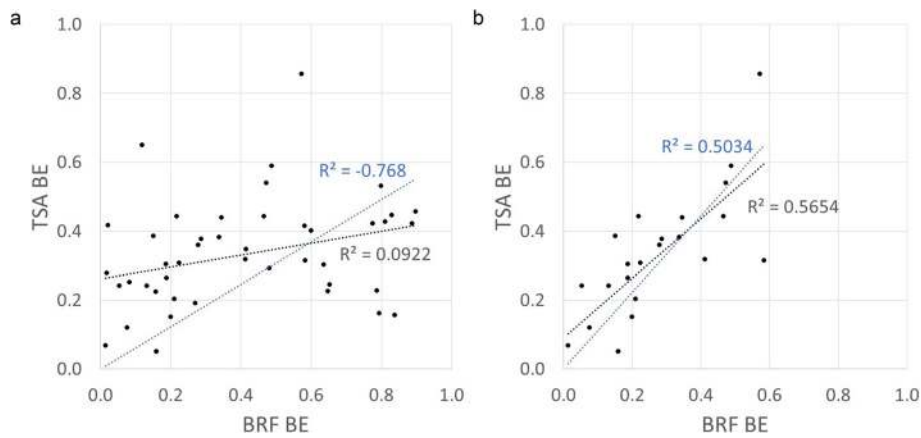 a
1.0
0.8
0.6
0.4
0.2
0.0
TSA BE
R² = -0.768
R² = 0.0922
0.0 0.2 0.4 0.6 0.8 1.0
BRF BE
b
1.0
0.8
0.6
0.4
0.2
0.0
TSA BE
R² = 0.5034
R² = 0.5654
0.0 0.2 0.4 0.6 0.8 1.0
BRF BE